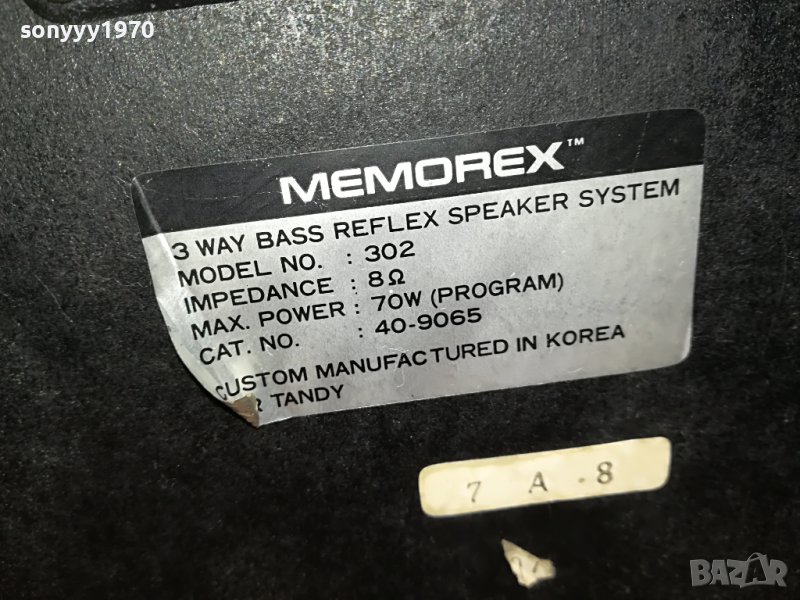 sonyyy1970
MEMOREX™
3 WAY BASS REFLEX SPEAKER SYSTEM
MODEL NO. : 302
IMPEDANCE : 8Ω
MAX. POWER : 70W (PROGRAM)
CAT. NO. : 40-9065
CUSTOM MANUFACTURED IN KOREA
TANDY
7 A . 8
BAZAR